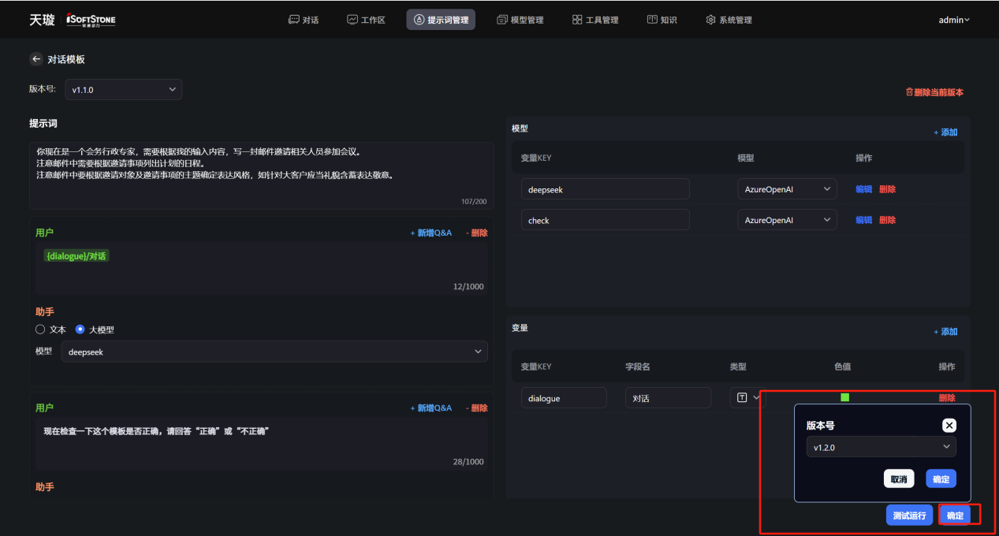 天璇 iSOFTSTONE
软通动力
对话 工作区 提示词管理 模型管理 工具管理 知识 系统管理 admin
对话模板
版本号: v1.1.0
删除当前版本
提示词
你现在是一个会务行政专家，需要根据我的输入内容，写一封邮件邀请相关人员参加会议。
注意邮件中需要根据邀请事项列出计划的日程。
注意邮件中要根据邀请对象及邀请事项的主题确定表达风格，如针对大客户应当礼貌含蓄表达敬意。
107/200
用户 + 新增Q&A - 删除
{dialogue}/对话
12/1000
助手
文本 大模型
模型 deepseek
用户 + 新增Q&A - 删除
现在检查一下这个模板是否正确，请回答“正确”或“不正确”
28/1000
助手
模型
+ 添加
变量KEY 模型 操作
deepseek AzureOpenAI 编辑 删除
check AzureOpenAI 编辑 删除
变量
+ 添加
变量KEY 字段名 类型 色值 操作
dialogue 对话 T 删除
版本号
v1.2.0
取消 确定
测试运行 确定